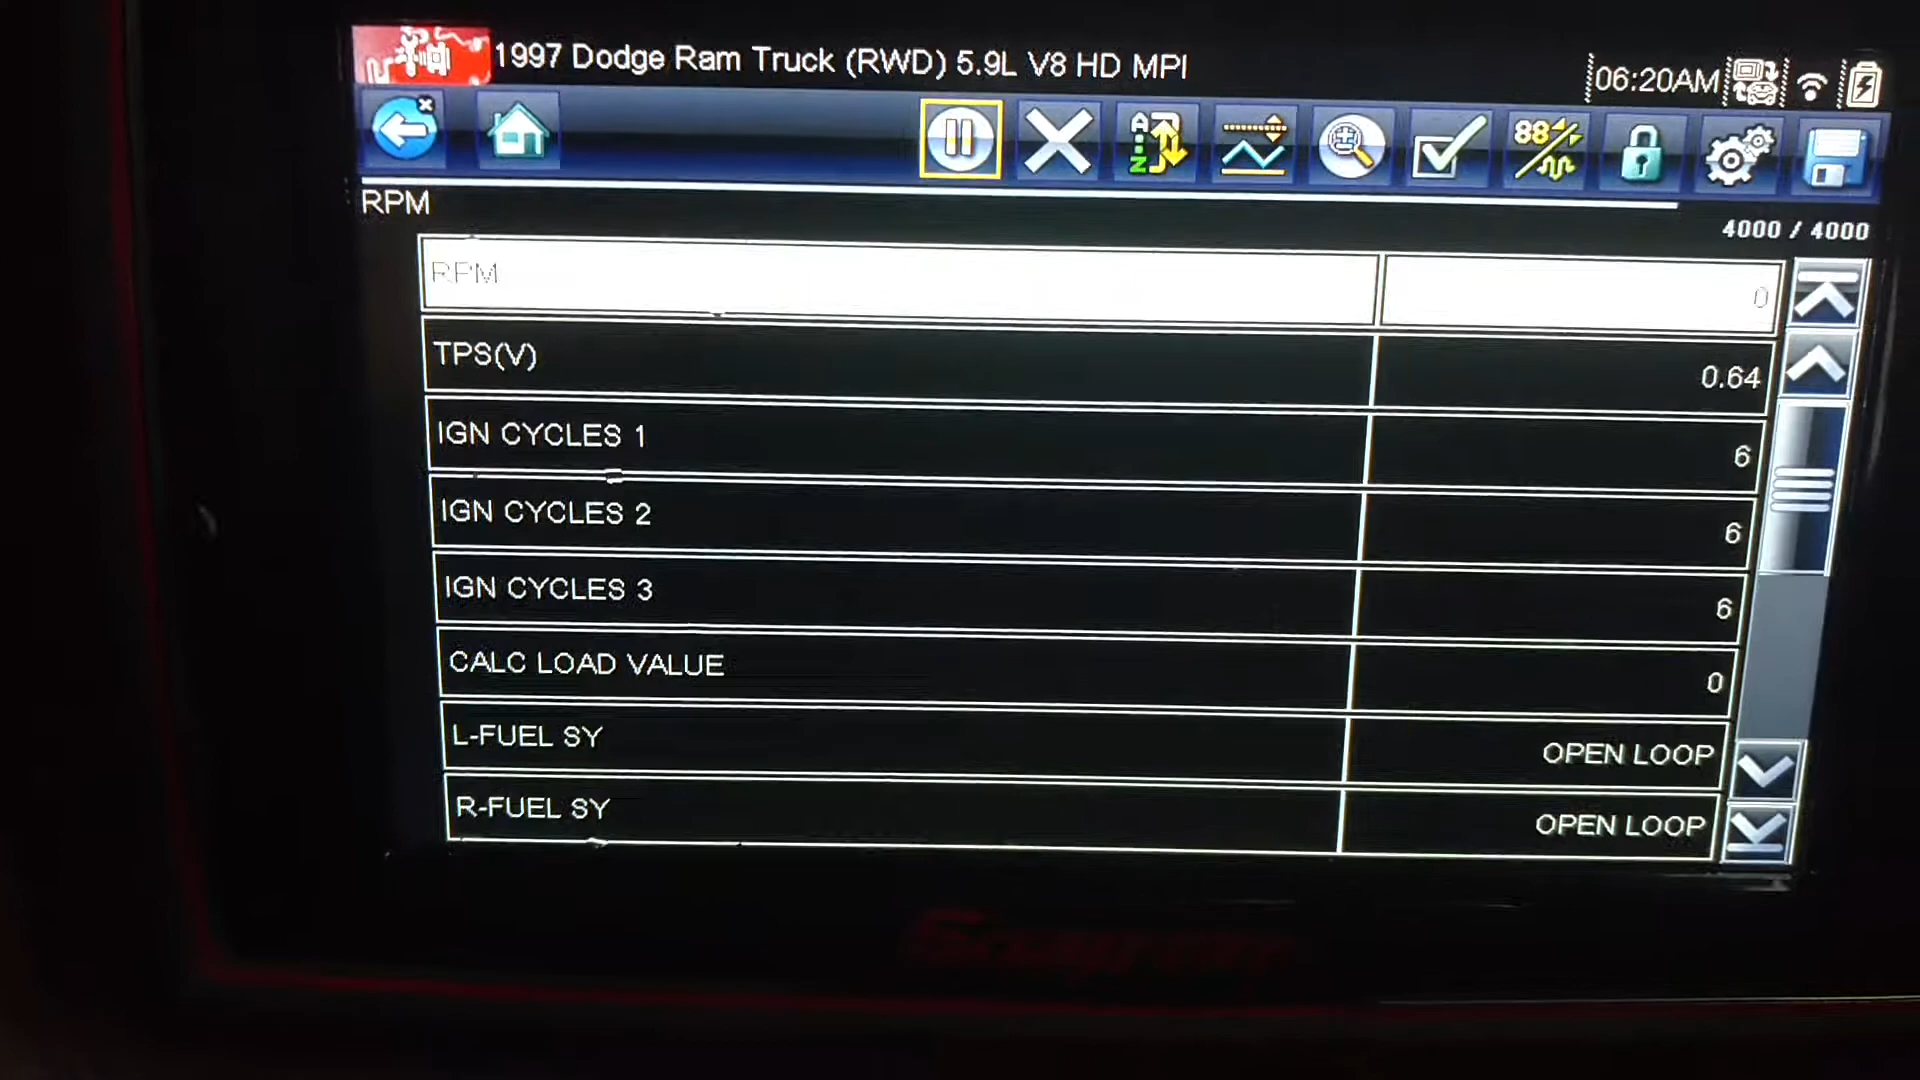 1997 Dodge Ram Truck (RWD) 5.9L V8 HD MPI
06:20AM
A
Z
88
RPM
4000 / 4000
RPM 0
TPS(V) 0.64
IGN CYCLES 1 6
IGN CYCLES 2 6
IGN CYCLES 3 6
CALC LOAD VALUE 0
L-FUEL SY OPEN LOOP
R-FUEL SY OPEN LOOP